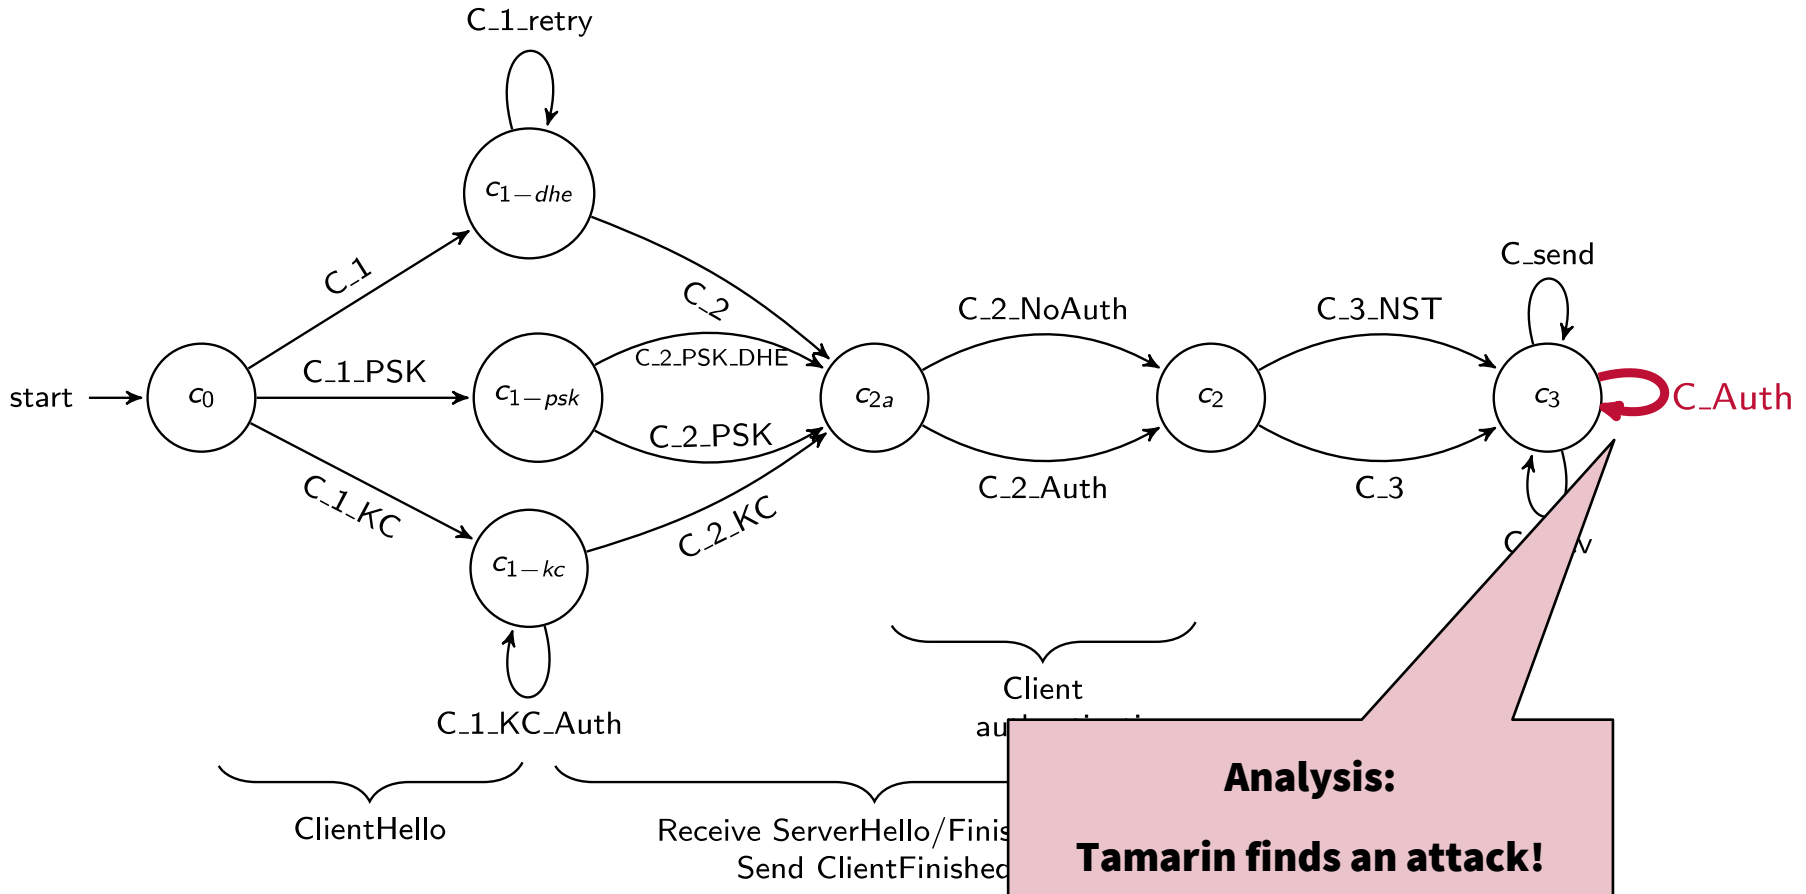 C_1_retry
c1−dhe
C_1
C_2
C_send
C_2_NoAuth
C_3_NST
C_1_PSK
C_2_PSK_DHE
start
c0
c1−psk
c2a
c2
c3
C_Auth
C_2_PSK
C_2_Auth
C_3
C_1_KC
C_2_KC
c1−kc
Client
C_1_KC_Auth
Analysis:
ClientHello
Receive ServerHello/Finis
Tamarin finds an attack!
Send ClientFinished